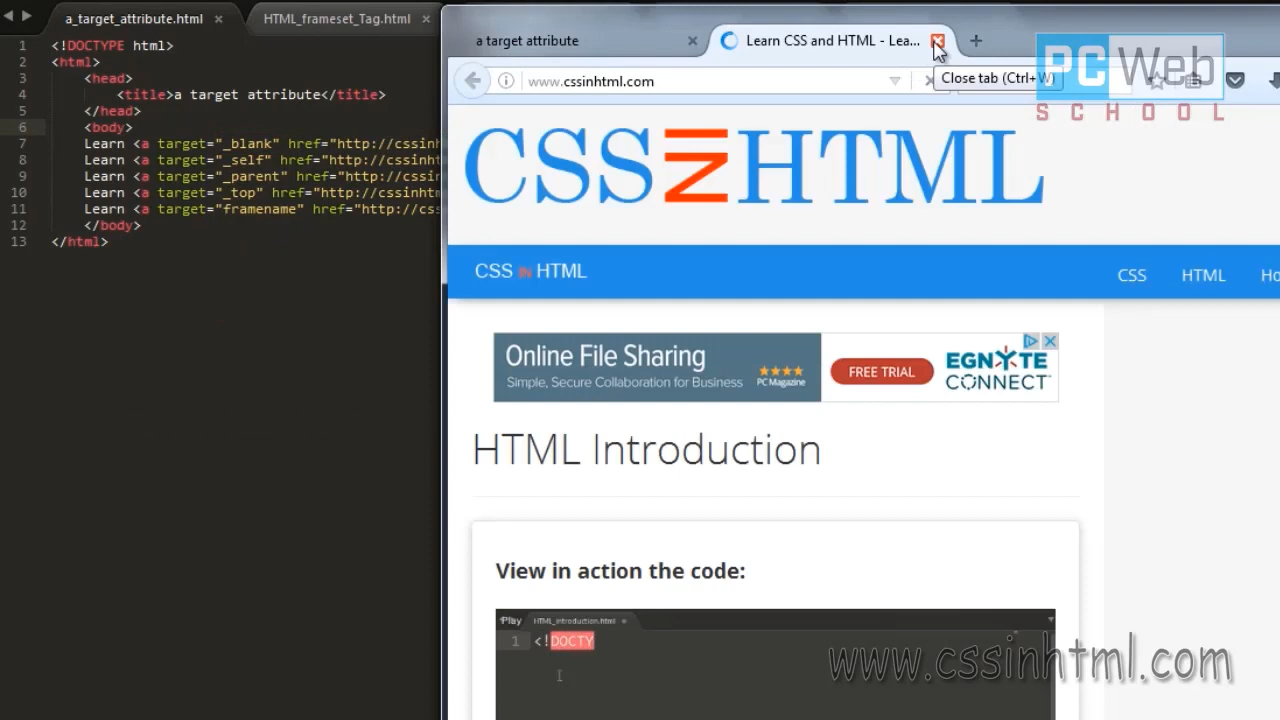 a_target_attribute.html
HTML_frameset_Tag.html
1 <!DOCTYPE html>
2 <html>
3 <head>
4 <title>a target attribute</title>
5 </head>
6 <body>
7 Learn <a target="_blank" href="http://cssinh
8 Learn <a target="_self" href="http://cssinht
9 Learn <a target="_parent" href="http://cssin
10 Learn <a target="_top" href="http://cssinhtm
11 Learn <a target="framename" href="http://css
12 </body>
13 </html>
a target attribute
Learn CSS and HTML - Lea...
www.cssinhtml.com
Close tab (Ctrl+W)
PC Web
SCHOOL
CSS IN HTML
CSS IN HTML
CSS
HTML
Ho
Online File Sharing
Simple, Secure Collaboration for Business
PC Magazine
FREE TRIAL
EGNYTE
CONNECT
HTML Introduction
View in action the code:
Play
HTML_introduction.html
1 <!DOCTY
www.cssinhtml.com